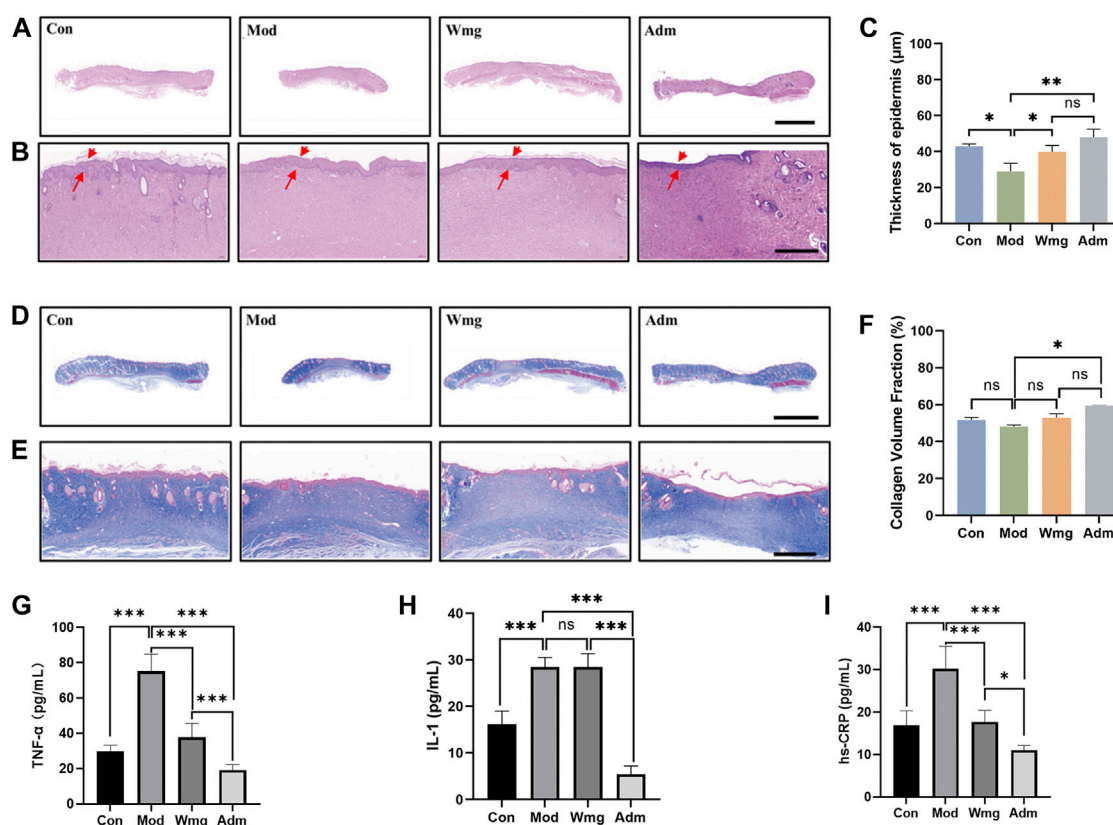 A
Con
Mod
Wmg
Adm
B
C
Thickness of epidermis (μm)
100
80
60
40
20
0
*
*
**
ns
Con
Mod
Wmg
Adm
D
Con
Mod
Wmg
Adm
E
F
Collagen Volume Fraction (%)
100
80
60
40
20
0
ns
ns
*
ns
Con
Mod
Wmg
Adm
G
TNF-α (pg/mL)
100
80
60
40
20
0
***
***
***
***
Con
Mod
Wmg
Adm
H
IL-1 (pg/mL)
40
30
20
10
0
***
***
ns
***
Con
Mod
Wmg
Adm
I
hs-CRP (pg/mL)
40
30
20
10
0
***
***
***
*
Con
Mod
Wmg
Adm